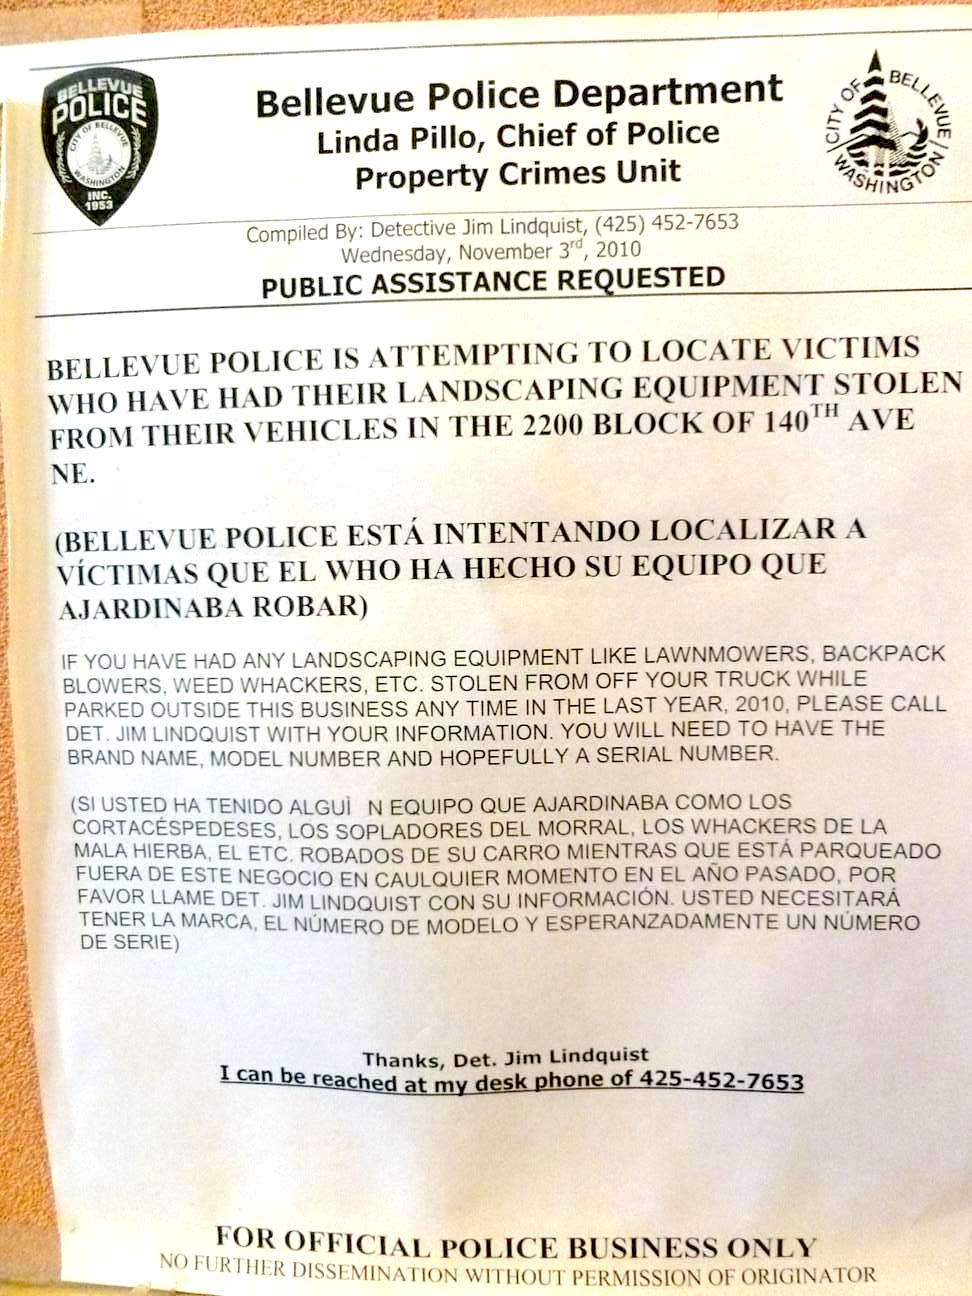 BELLEVUE
POLICE
CITY OF BELLEVUE
WASHINGTON
INC.
1953
Bellevue Police Department
Linda Pillo, Chief of Police
Property Crimes Unit
CITY OF BELLEVUE
WASHINGTON
Compiled By: Detective Jim Lindquist, (425) 452-7653
Wednesday, November 3rd, 2010
PUBLIC ASSISTANCE REQUESTED
BELLEVUE POLICE IS ATTEMPTING TO LOCATE VICTIMS
WHO HAVE HAD THEIR LANDSCAPING EQUIPMENT STOLEN
FROM THEIR VEHICLES IN THE 2200 BLOCK OF 140TH AVE
NE.
(BELLEVUE POLICE ESTÁ INTENTANDO LOCALIZAR A
VÍCTIMAS QUE EL WHO HA HECHO SU EQUIPO QUE
AJARDINABA ROBAR)
IF YOU HAVE HAD ANY LANDSCAPING EQUIPMENT LIKE LAWNMOWERS, BACKPACK
BLOWERS, WEED WHACKERS, ETC. STOLEN FROM OFF YOUR TRUCK WHILE
PARKED OUTSIDE THIS BUSINESS ANY TIME IN THE LAST YEAR, 2010, PLEASE CALL
DET. JIM LINDQUIST WITH YOUR INFORMATION. YOU WILL NEED TO HAVE THE
BRAND NAME, MODEL NUMBER AND HOPEFULLY A SERIAL NUMBER.
(SI USTED HA TENIDO ALGUÌ N EQUIPO QUE AJARDINABA COMO LOS
CORTACÉSPEDESES, LOS SOPLADORES DEL MORRAL, LOS WHACKERS DE LA
MALA HIERBA, EL ETC. ROBADOS DE SU CARRO MIENTRAS QUE ESTÁ PARQUEADO
FUERA DE ESTE NEGOCIO EN CAULQUIER MOMENTO EN EL AÑO PASADO, POR
FAVOR LLAME DET. JIM LINDQUIST CON SU INFORMACIÓN. USTED NECESITARÁ
TENER LA MARCA, EL NÚMERO DE MODELO Y ESPERANZADAMENTE UN NÚMERO
DE SERIE)
Thanks, Det. Jim Lindquist
I can be reached at my desk phone of 425-452-7653
FOR OFFICIAL POLICE BUSINESS ONLY
NO FURTHER DISSEMINATION WITHOUT PERMISSION OF ORIGINATOR